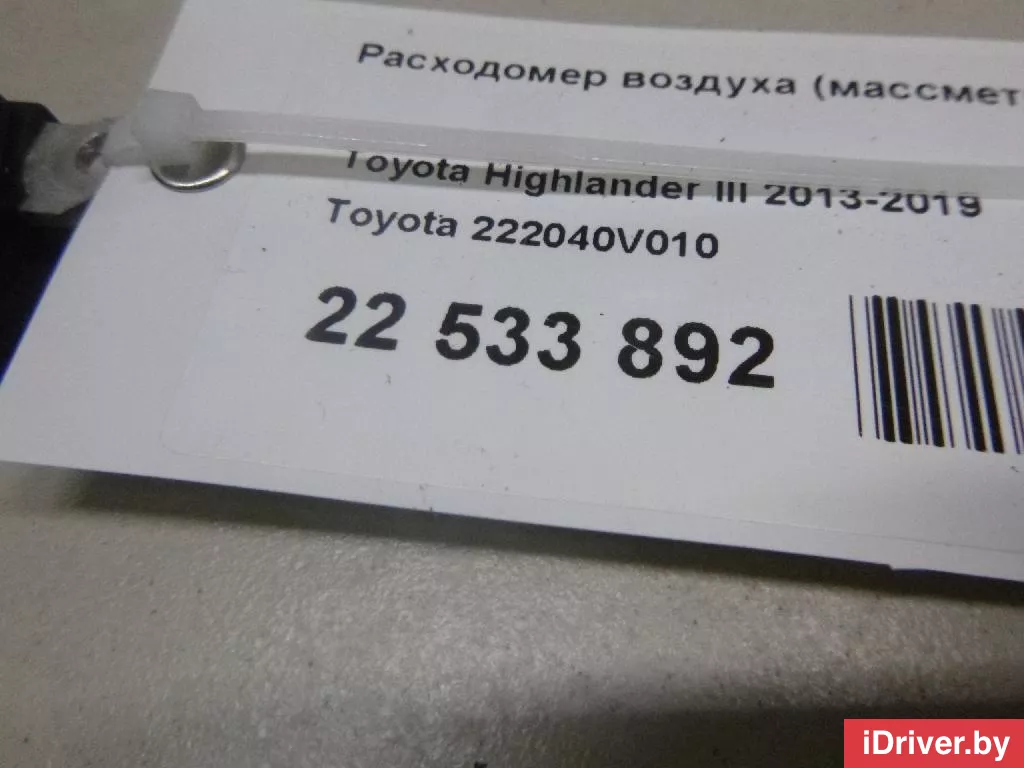 Расходомер воздуха (массмет
Toyota Highlander III 2013-2019
Toyota 222040V010
22 533 892
iDriver.by